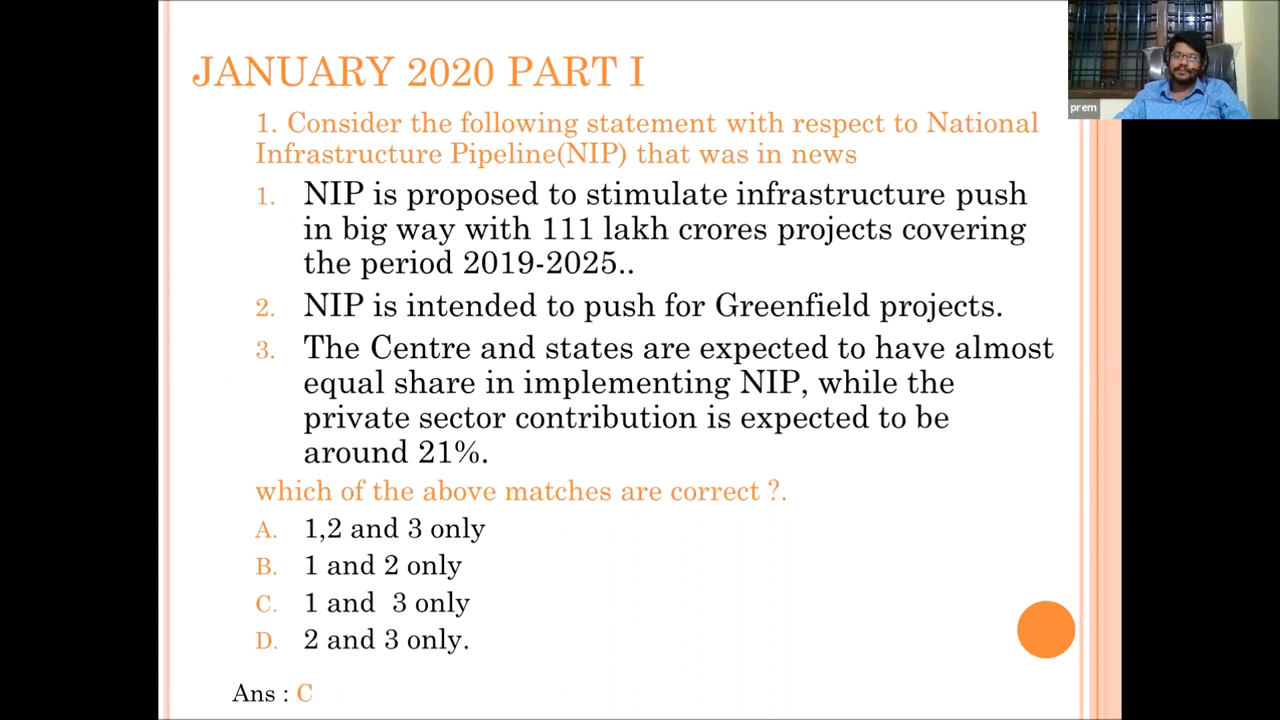 JANUARY 2020 PART I
prem
1. Consider the following statement with respect to National
Infrastructure Pipeline(NIP) that was in news
1. NIP is proposed to stimulate infrastructure push
in big way with 111 lakh crores projects covering
the period 2019-2025..
2. NIP is intended to push for Greenfield projects.
3. The Centre and states are expected to have almost
equal share in implementing NIP, while the
private sector contribution is expected to be
around 21%.
which of the above matches are correct ?.
A. 1,2 and 3 only
B. 1 and 2 only
C. 1 and  3 only
D. 2 and 3 only.
Ans : C